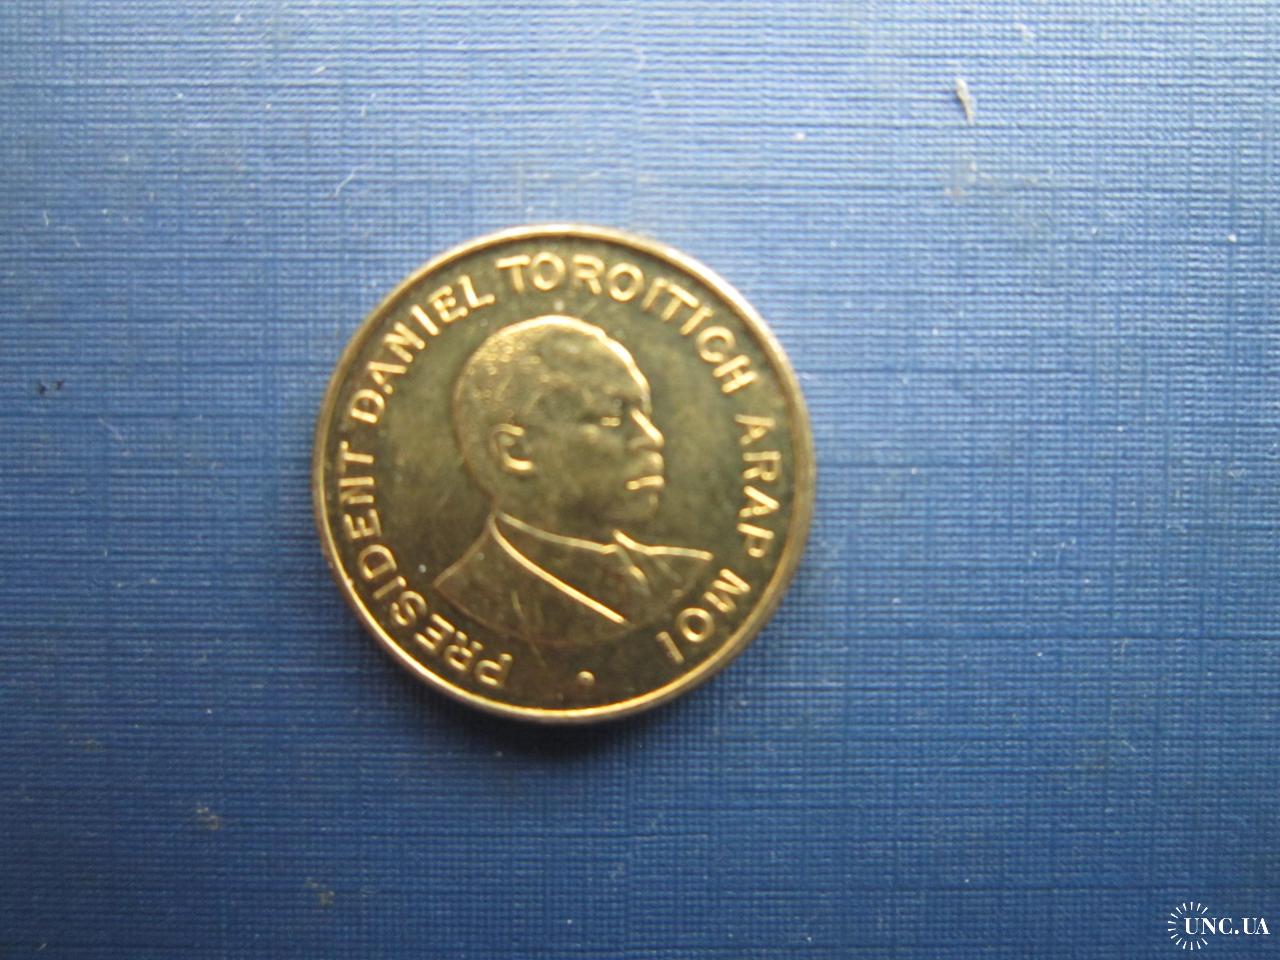 PRESIDENT DANIEL TOROITICH ARAP MOI
UNC.UA